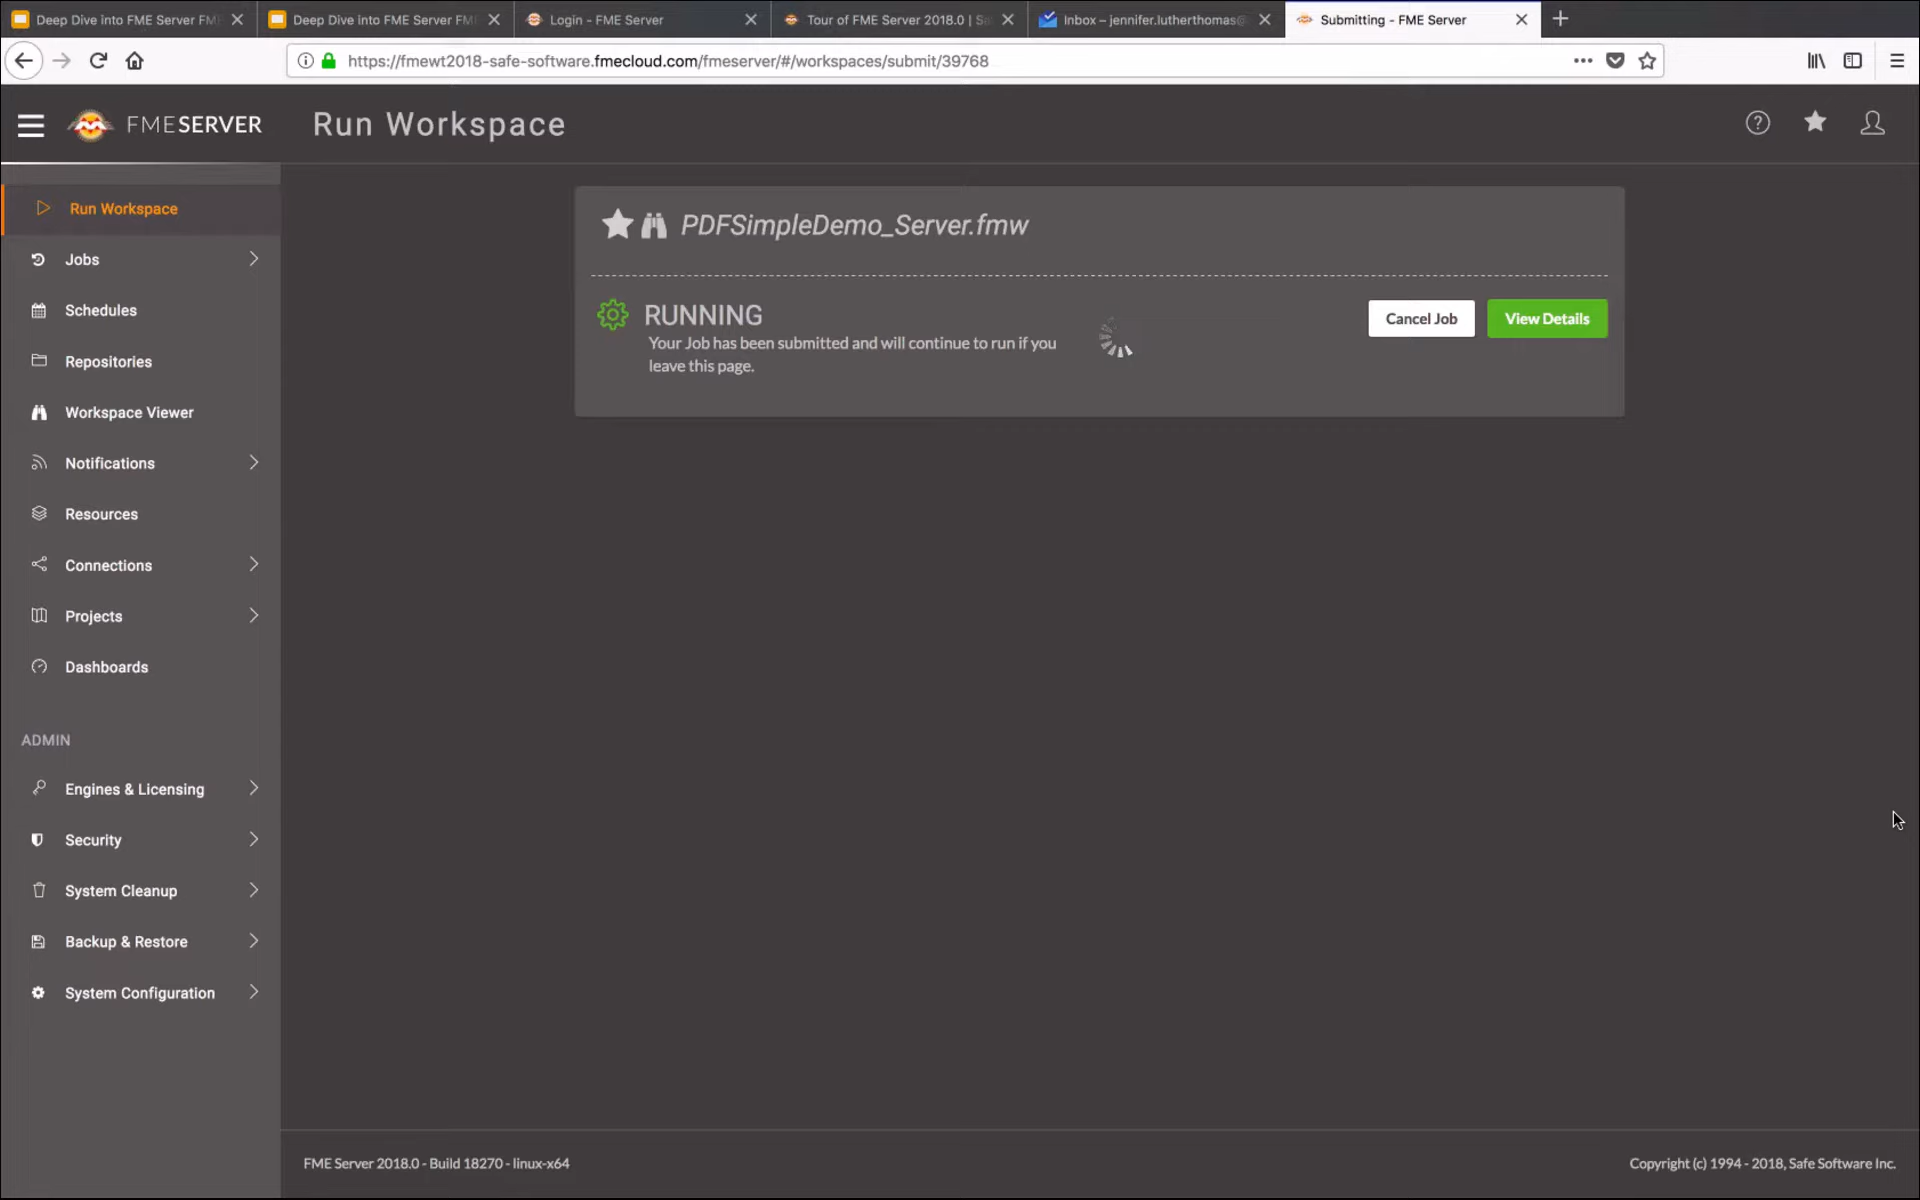 Deep Dive into FME Server FM
Deep Dive into FME Server FM
Login - FME Server
Tour of FME Server 2018.0 | Sa
Inbox – jennifer.lutherthomas@
Submitting - FME Server
https://fmewt2018-safe-software.fmecloud.com/fmeserver/#/workspaces/submit/39768
FMESERVER
Run Workspace
Run Workspace
Jobs
Schedules
Repositories
Workspace Viewer
Notifications
Resources
Connections
Projects
Dashboards
ADMIN
Engines & Licensing
Security
System Cleanup
Backup & Restore
System Configuration
PDFSimpleDemo_Server.fmw
RUNNING
Your Job has been submitted and will continue to run if you
leave this page.
Cancel Job
View Details
FME Server 2018.0 - Build 18270 - linux-x64
Copyright (c) 1994 - 2018, Safe Software Inc.